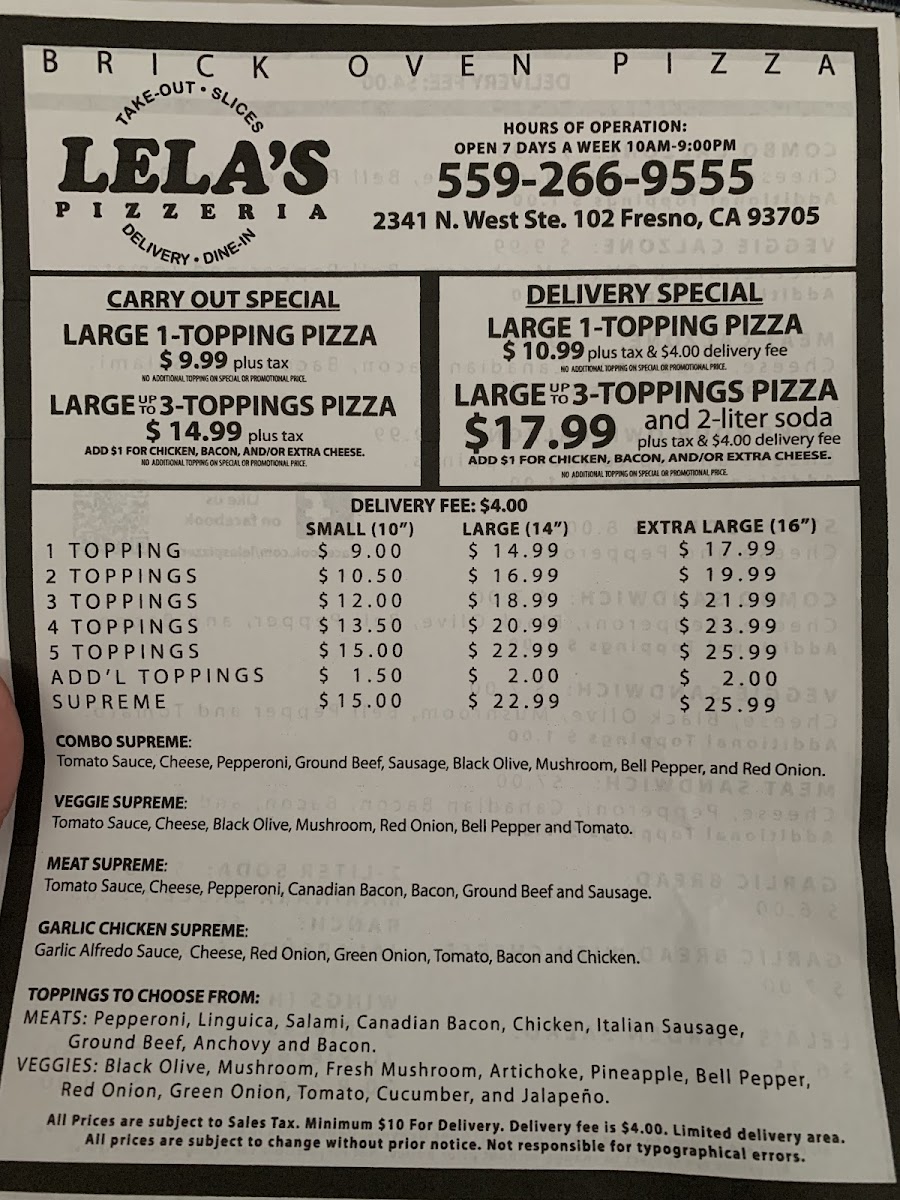 BRICK OVEN PIZZA
TAKE-OUT • SLICES
LELA'S
PIZZERIA
DELIVERY • DINE-IN
HOURS OF OPERATION:
OPEN 7 DAYS A WEEK 10AM-9:00PM
559-266-9555
2341 N. West Ste. 102 Fresno, CA 93705
CARRY OUT SPECIAL
LARGE 1-TOPPING PIZZA
$ 9.99 plus tax
NO ADDITIONAL TOPPING ON SPECIAL OR PROMOTIONAL PRICE.
LARGE UP TO 3-TOPPINGS PIZZA
$ 14.99 plus tax
ADD $1 FOR CHICKEN, BACON, AND/OR EXTRA CHEESE.
NO ADDITIONAL TOPPING ON SPECIAL OR PROMOTIONAL PRICE.
DELIVERY SPECIAL
LARGE 1-TOPPING PIZZA
$ 10.99 plus tax & $4.00 delivery fee
NO ADDITIONAL TOPPING ON SPECIAL OR PROMOTIONAL PRICE.
LARGE UP TO 3-TOPPINGS PIZZA
$17.99 and 2-liter soda
plus tax & $4.00 delivery fee
ADD $1 FOR CHICKEN, BACON, AND/OR EXTRA CHEESE.
NO ADDITIONAL TOPPING ON SPECIAL OR PROMOTIONAL PRICE.
DELIVERY FEE: $4.00
SMALL (10") LARGE (14") EXTRA LARGE (16")
1 TOPPING $ 9.00 $ 14.99 $ 17.99
2 TOPPINGS $ 10.50 $ 16.99 $ 19.99
3 TOPPINGS $ 12.00 $ 18.99 $ 21.99
4 TOPPINGS $ 13.50 $ 20.99 $ 23.99
5 TOPPINGS $ 15.00 $ 22.99 $ 25.99
ADD'L TOPPINGS $ 1.50 $ 2.00 $ 2.00
SUPREME $ 15.00 $ 22.99 $ 25.99
COMBO SUPREME:
Tomato Sauce, Cheese, Pepperoni, Ground Beef, Sausage, Black Olive, Mushroom, Bell Pepper, and Red Onion.
VEGGIE SUPREME:
Tomato Sauce, Cheese, Black Olive, Mushroom, Red Onion, Bell Pepper and Tomato.
MEAT SUPREME:
Tomato Sauce, Cheese, Pepperoni, Canadian Bacon, Bacon, Ground Beef and Sausage.
GARLIC CHICKEN SUPREME:
Garlic Alfredo Sauce, Cheese, Red Onion, Green Onion, Tomato, Bacon and Chicken.
TOPPINGS TO CHOOSE FROM:
MEATS: Pepperoni, Linguica, Salami, Canadian Bacon, Chicken, Italian Sausage,
Ground Beef, Anchovy and Bacon.
VEGGIES: Black Olive, Mushroom, Fresh Mushroom, Artichoke, Pineapple, Bell Pepper,
Red Onion, Green Onion, Tomato, Cucumber, and Jalapeño.
All Prices are subject to Sales Tax. Minimum $10 For Delivery. Delivery fee is $4.00. Limited delivery area.
All prices are subject to change without prior notice. Not responsible for typographical errors.